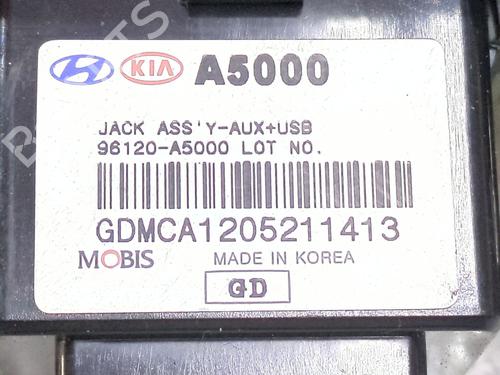 KIA A5000
JACK ASS'Y-AUX+USB
96120-A5000 LOT NO.
GDMCA1205211413
MOBIS MADE IN KOREA
GD